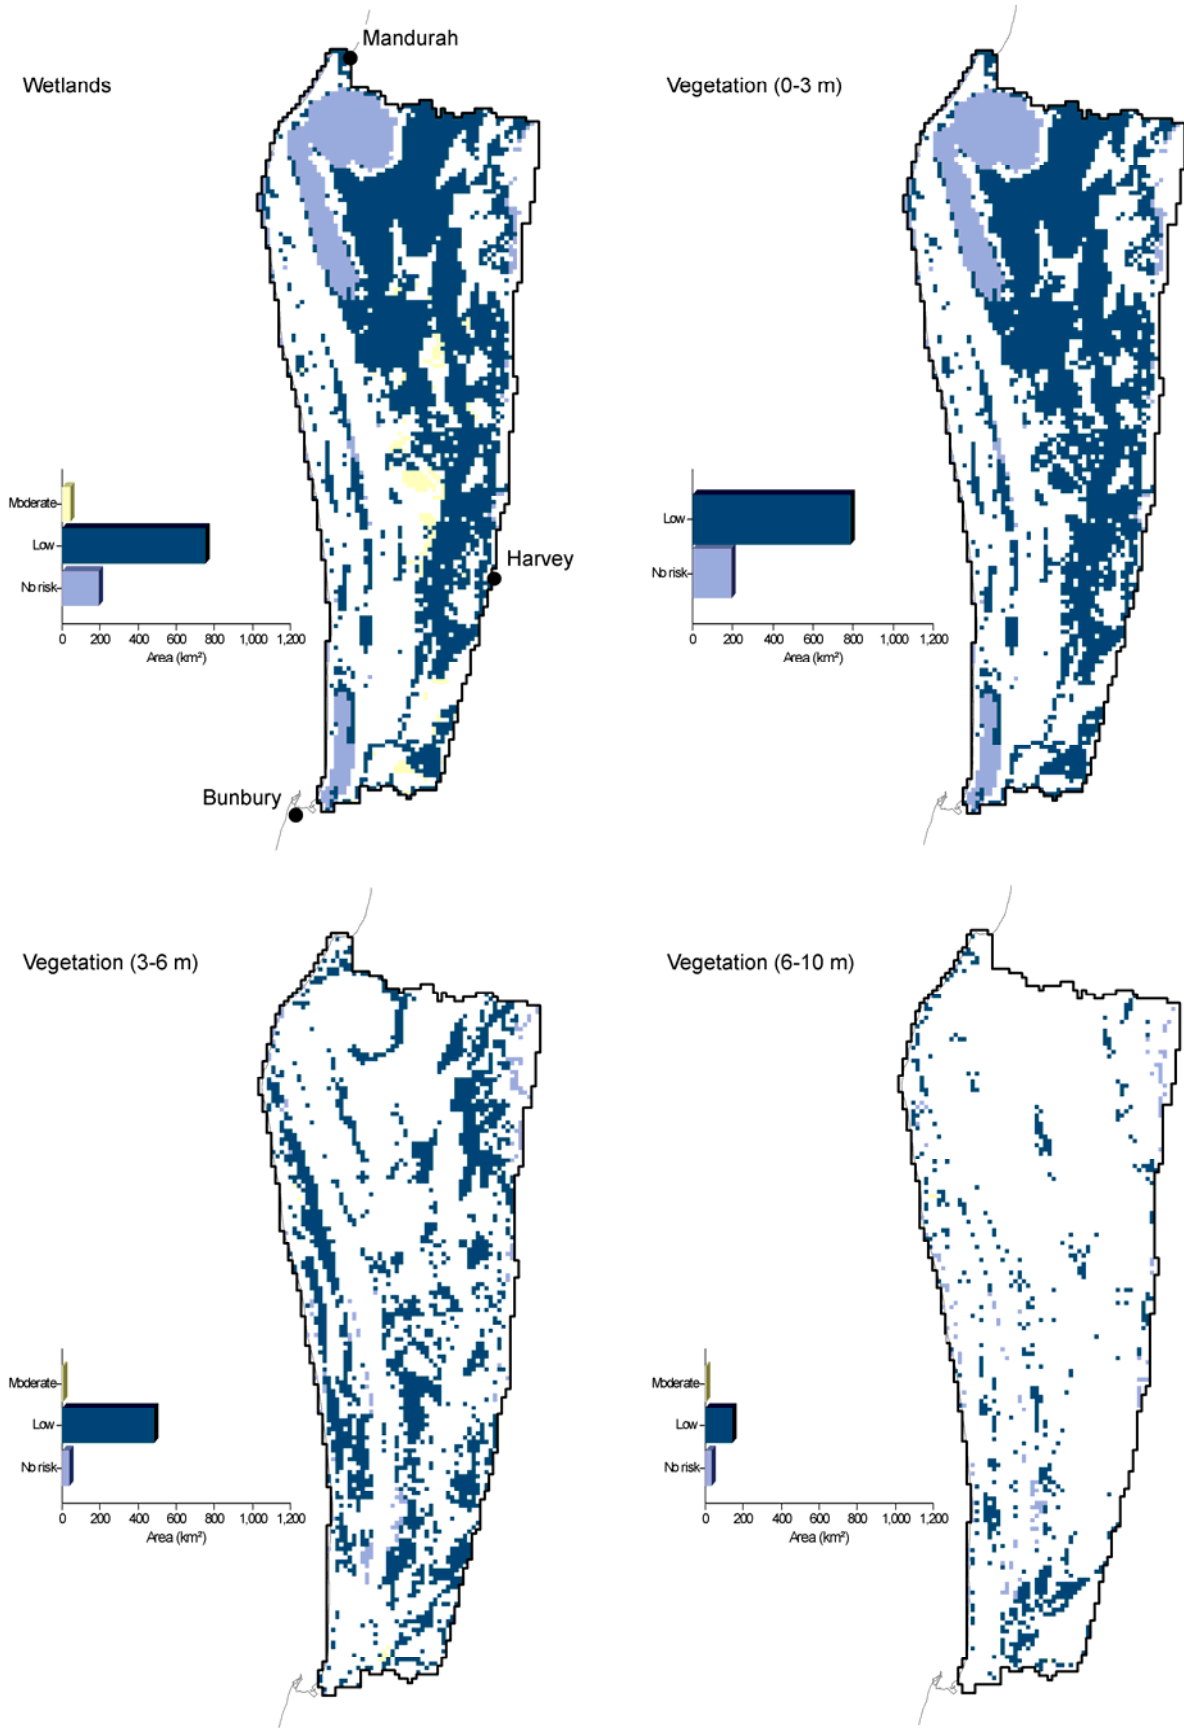 Mandurah
Wetlands
Vegetation (0-3 m)
Moderate
Low
No risk
0 200 400 600 800 1,000 1,200
Area (km²)
Harvey
Bunbury
Low
No risk
0 200 400 600 800 1,000 1,200
Area (km²)
Vegetation (3-6 m)
Vegetation (6-10 m)
Moderate
Low
No risk
0 200 400 600 800 1,000 1,200
Area (km²)
Moderate
Low
No risk
0 200 400 600 800 1,000 1,200
Area (km²)